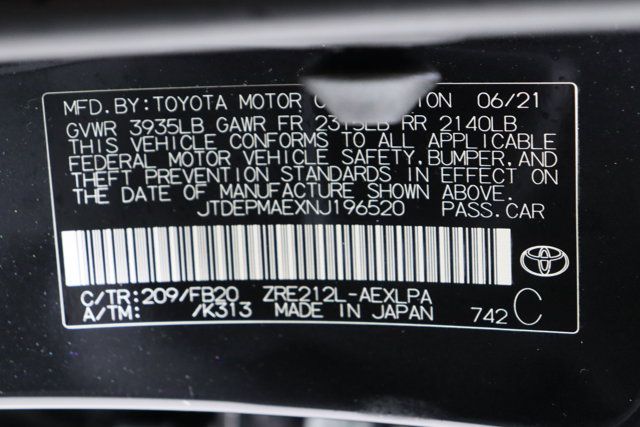 MFD. BY: TOYOTA MOTOR 06/21
GVWR 3935LB GAWR FR 2315LB RR 2140LB
THIS VEHICLE CONFORMS TO ALL APPLICABLE
FEDERAL MOTOR VEHICLE SAFETY, BUMPER, AND
THEFT PREVENTION STANDARDS IN EFFECT ON
THE DATE OF MANUFACTURE SHOWN ABOVE.
JTDEPMAEXNJ196520 PASS.CAR
C/TR: 209/FB20 ZRE212L-AEXLPA
A/TM: /K313 MADE IN JAPAN 742 C